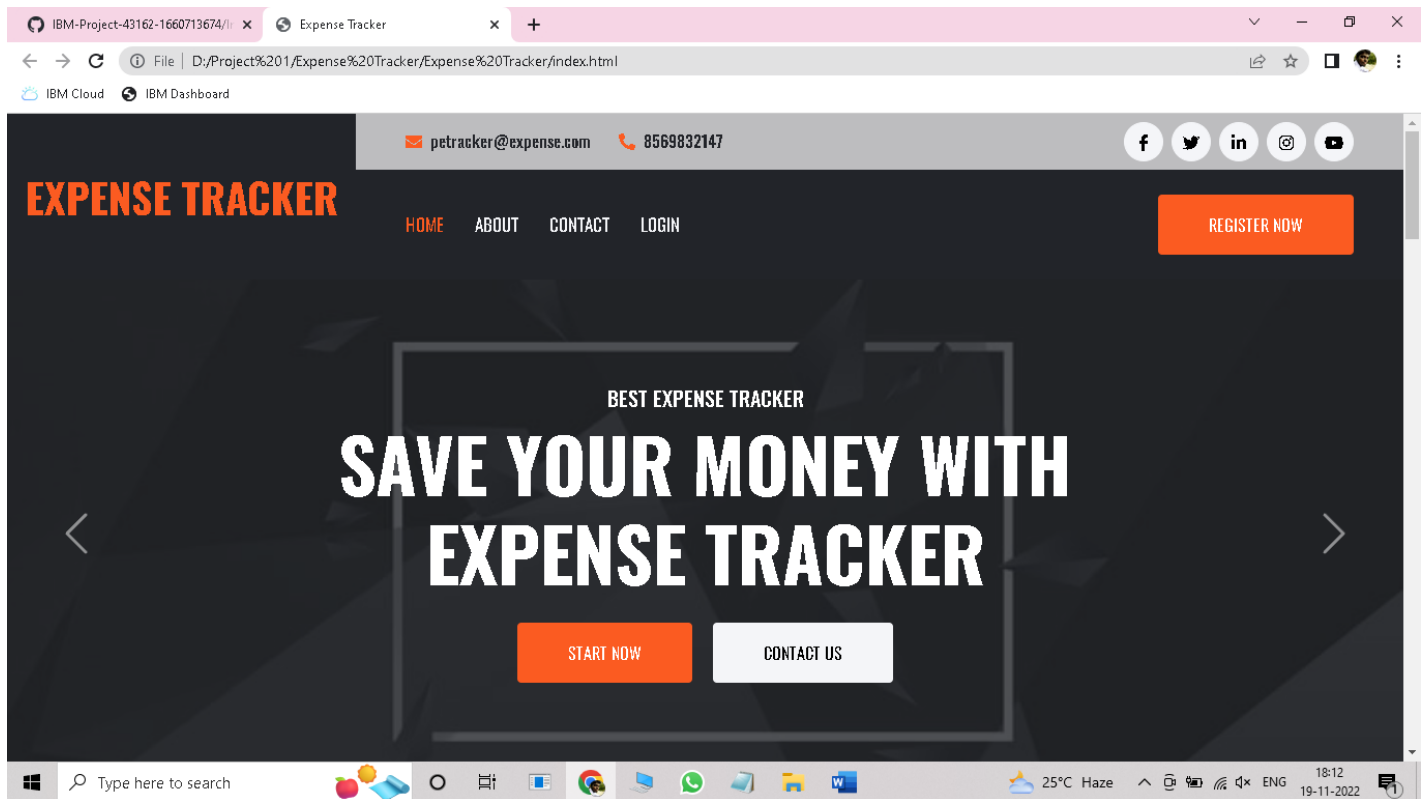 IBM-Project-43162-1660713674/I
Expense Tracker
File | D:/Project%201/Expense%20Tracker/Expense%20Tracker/index.html
IBM Cloud
IBM Dashboard
petracker@expense.com
8569832147
EXPENSE TRACKER
HOME
ABOUT
CONTACT
LOGIN
REGISTER NOW
BEST EXPENSE TRACKER
SAVE YOUR MONEY WITH
EXPENSE TRACKER
START NOW
CONTACT US
Type here to search
25°C Haze
ENG
18:12
19-11-2022
1